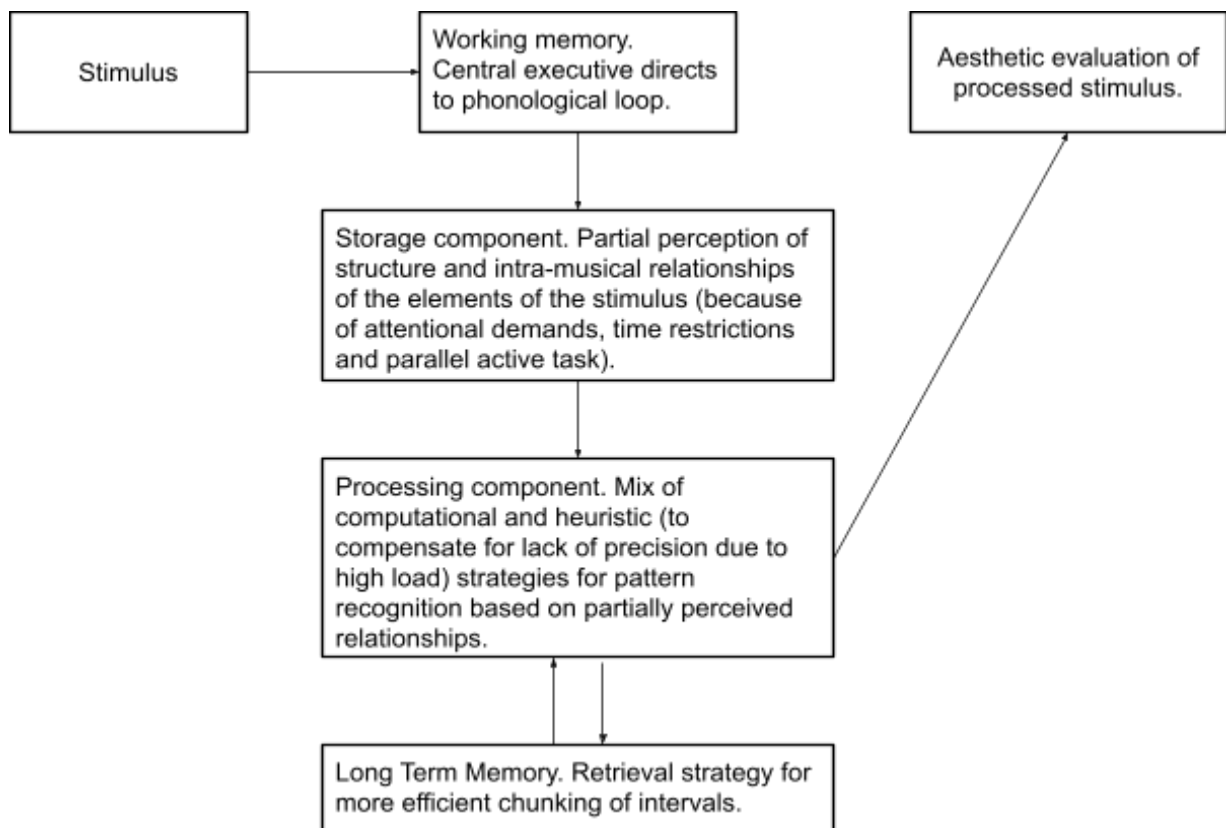 Stimulus
Working memory.
Central executive directs
to phonological loop.
Aesthetic evaluation of
processed stimulus.
Storage component. Partial perception of
structure and intra-musical relationships
of the elements of the stimulus (because
of attentional demands, time restrictions
and parallel active task).
Processing component. Mix of
computational and heuristic (to
compensate for lack of precision due to
high load) strategies for pattern
recognition based on partially perceived
relationships.
Long Term Memory. Retrieval strategy for
more efficient chunking of intervals.